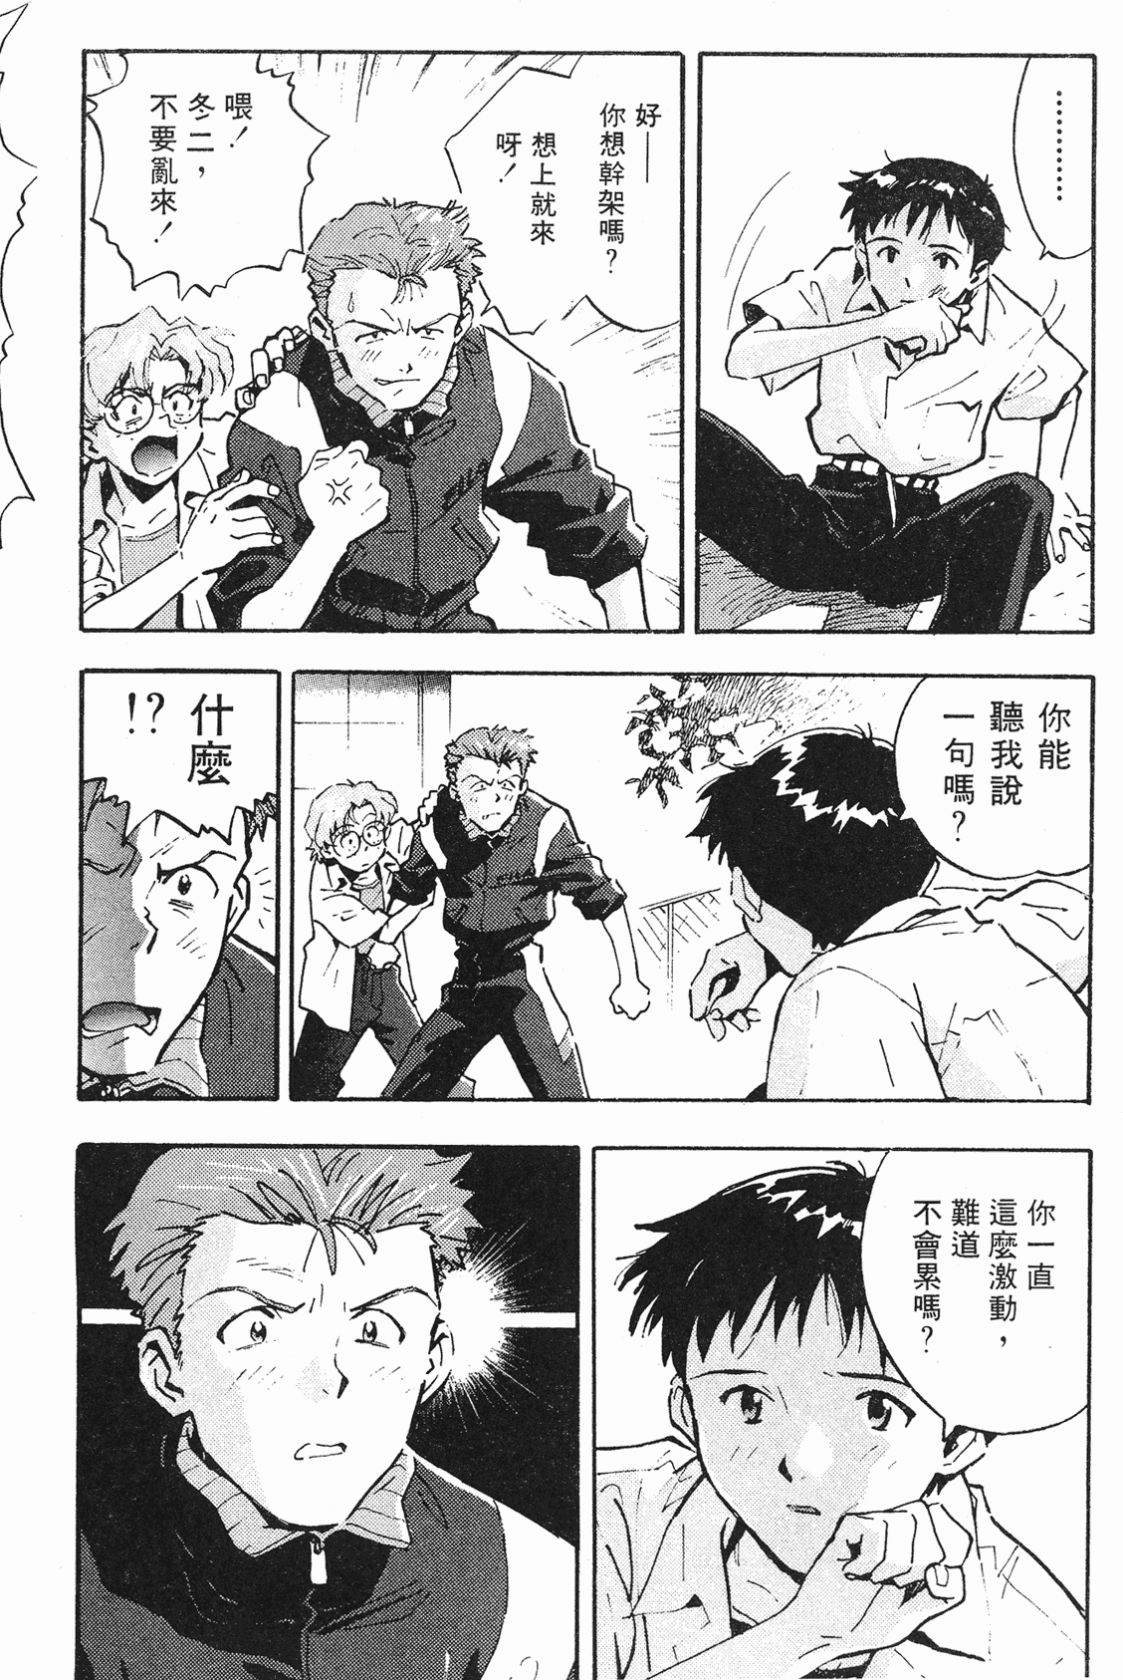 …………
好——
你想幹架嗎？
想上就來
呀！
喂！
冬二，
不要亂來！
你能
聽我說
一句嗎？
什麼
!?
你一直
這麼激動，
難道
不會累嗎？